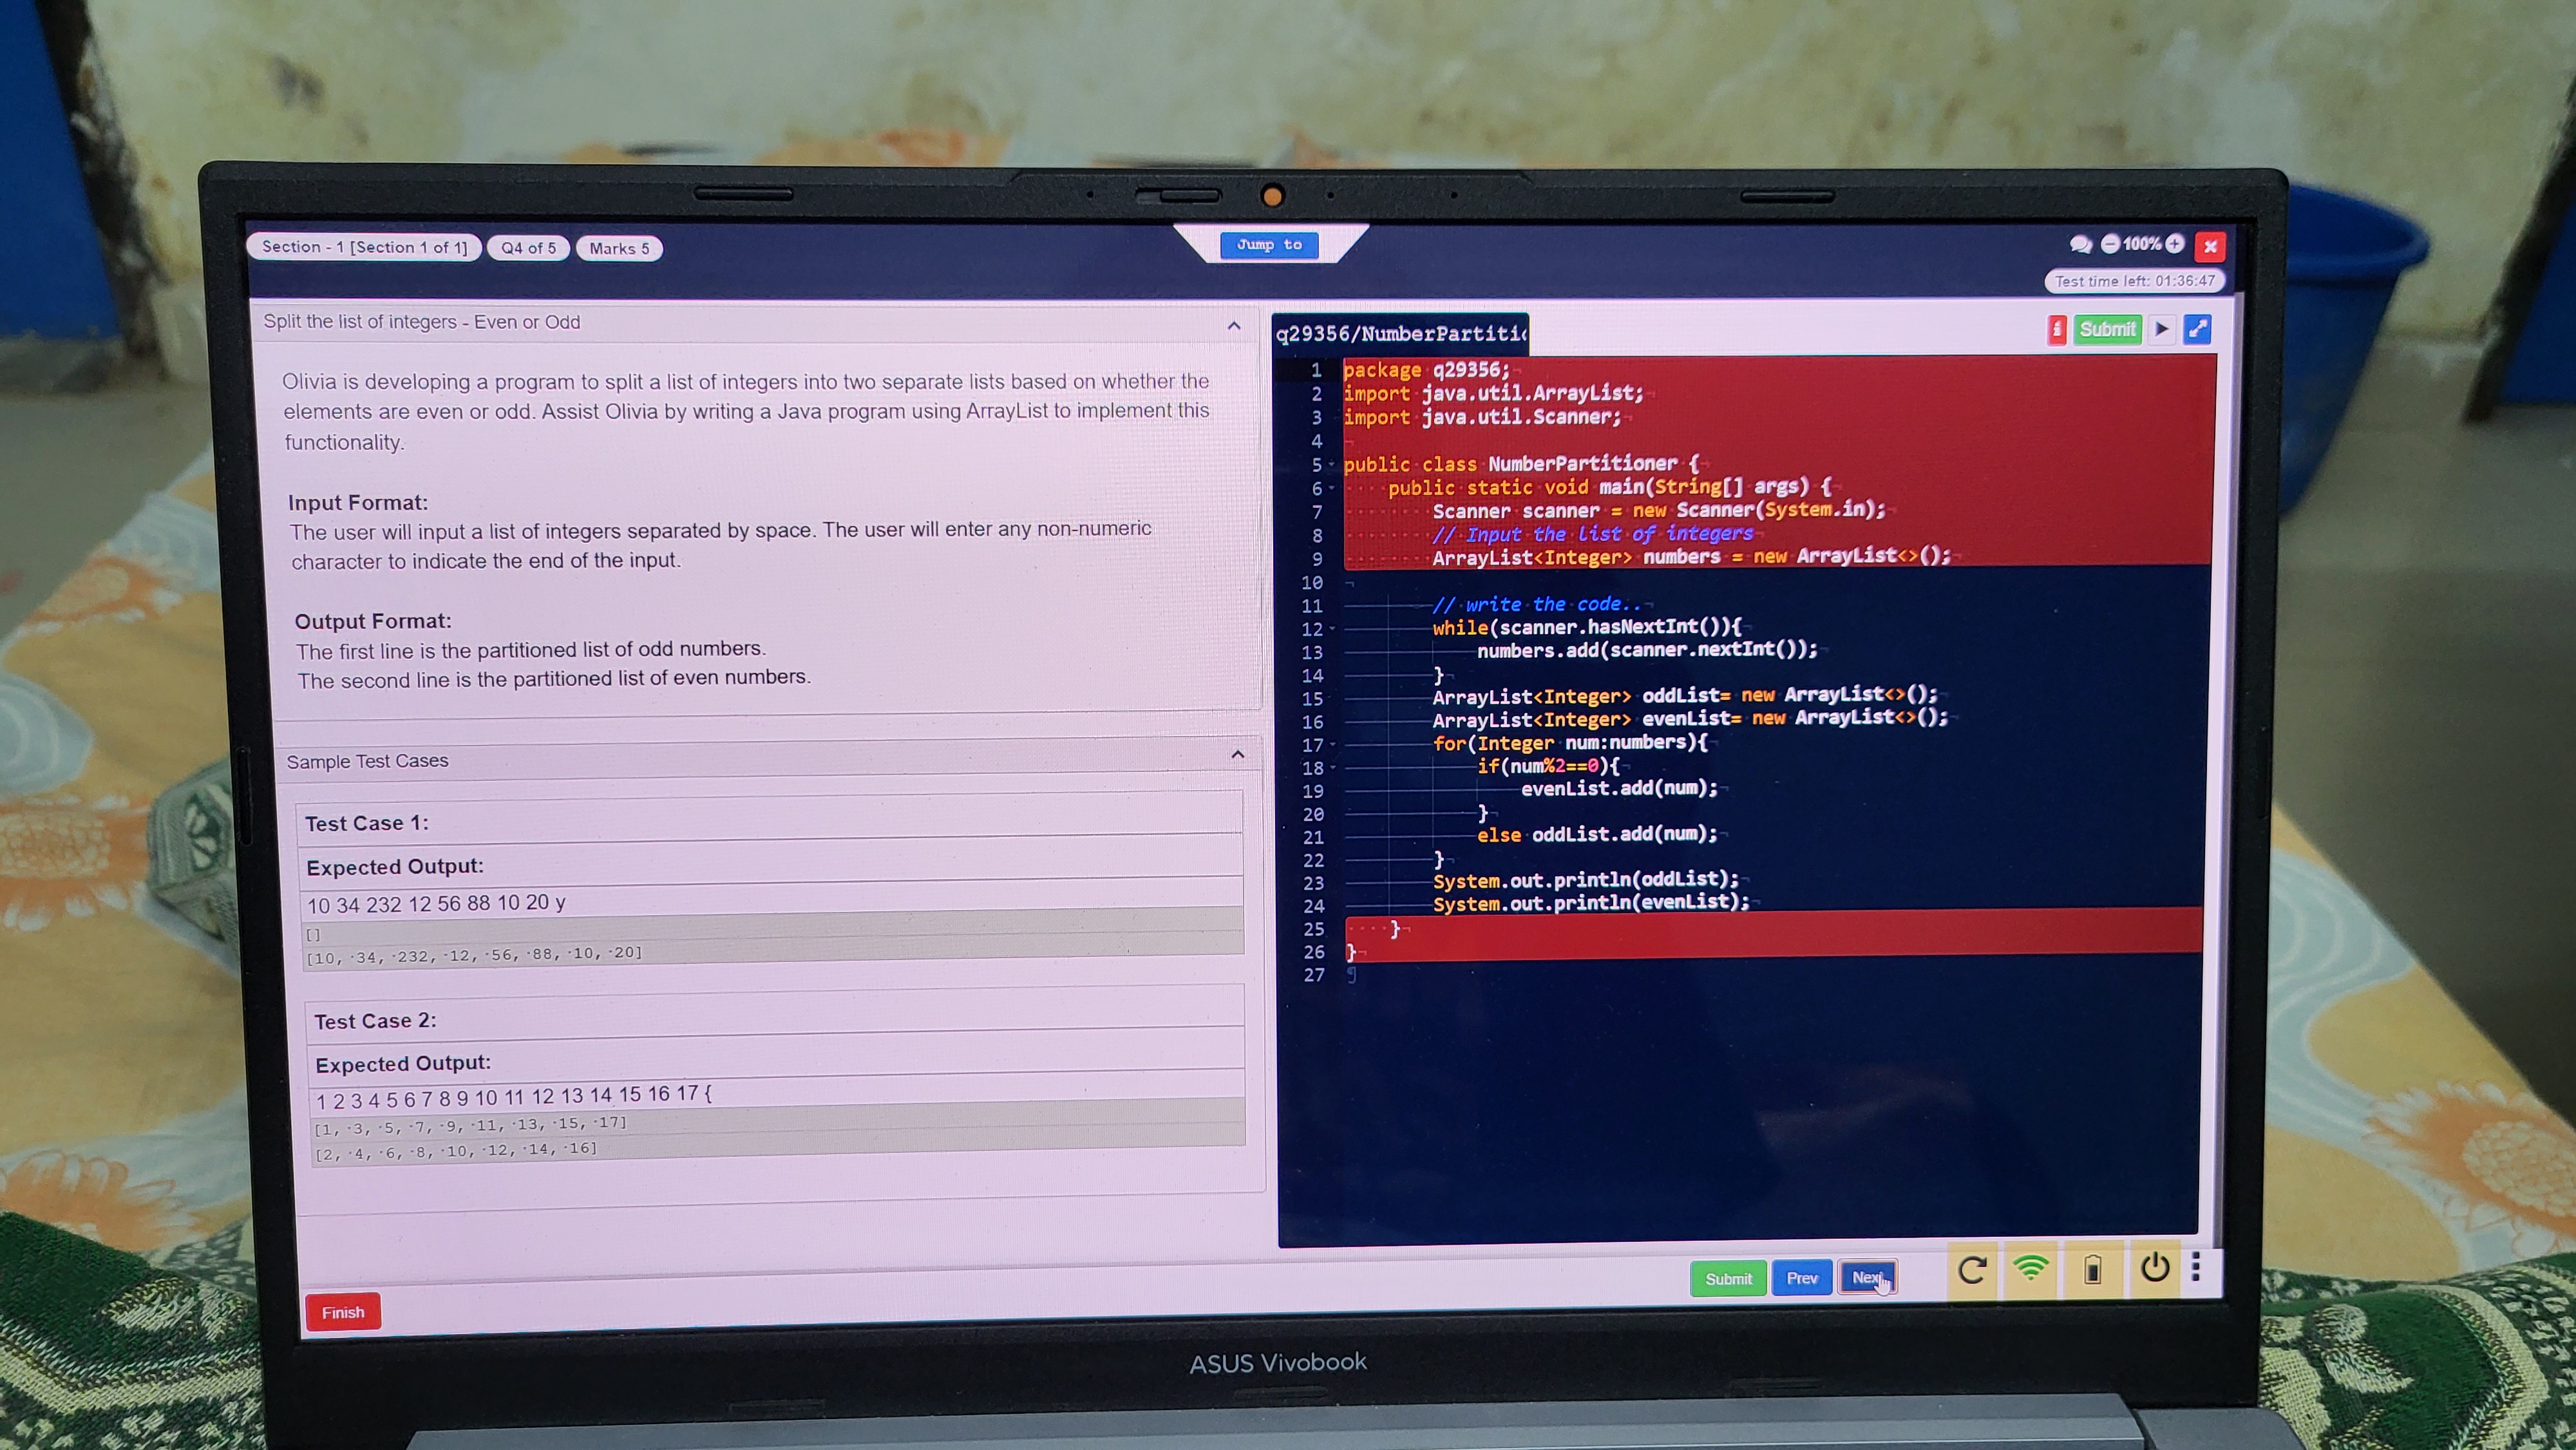 Section - 1 [Section 1 of 1] Q4 of 5 Marks 5
Jump to
100%
Test time left: 01:36:47
Split the list of integers - Even or Odd
Olivia is developing a program to split a list of integers into two separate lists based on whether the
elements are even or odd. Assist Olivia by writing a Java program using ArrayList to implement this
functionality.
Input Format:
The user will input a list of integers separated by space. The user will enter any non-numeric
character to indicate the end of the input.
Output Format:
The first line is the partitioned list of odd numbers.
The second line is the partitioned list of even numbers.
Sample Test Cases
Test Case 1:
Expected Output:
10 34 232 12 56 88 10 20 y
[]
[10, ·34, ·232, ·12, ·56, ·88, ·10, ·20]
Test Case 2:
Expected Output:
1 2 3 4 5 6 7 8 9 10 11 12 13 14 15 16 17 {
[1, ·3, ·5, ·7, ·9, ·11, ·13, ·15, ·17]
[2, ·4, ·6, ·8, ·10, ·12, ·14, ·16]
q29356/NumberPartitio
Submit
1 package q29356;
2 import java.util.ArrayList;
3 import java.util.Scanner;
4
5 public class NumberPartitioner {
6 public static void main(String[] args) {
7 Scanner scanner = new Scanner(System.in);
8 // Input the list of integers
9 ArrayList<Integer> numbers = new ArrayList<>();
10
11 // write the code..
12 while(scanner.hasNextInt()){
13 numbers.add(scanner.nextInt());
14 }
15 ArrayList<Integer> oddList= new ArrayList<>();
16 ArrayList<Integer> evenList= new ArrayList<>();
17 for(Integer num:numbers){
18 if(num%2==0){
19 evenList.add(num);
20 }
21 else oddList.add(num);
22 }
23 System.out.println(oddList);
24 System.out.println(evenList);
25 }
26 }
27
Submit Prev Next
Finish
ASUS Vivobook